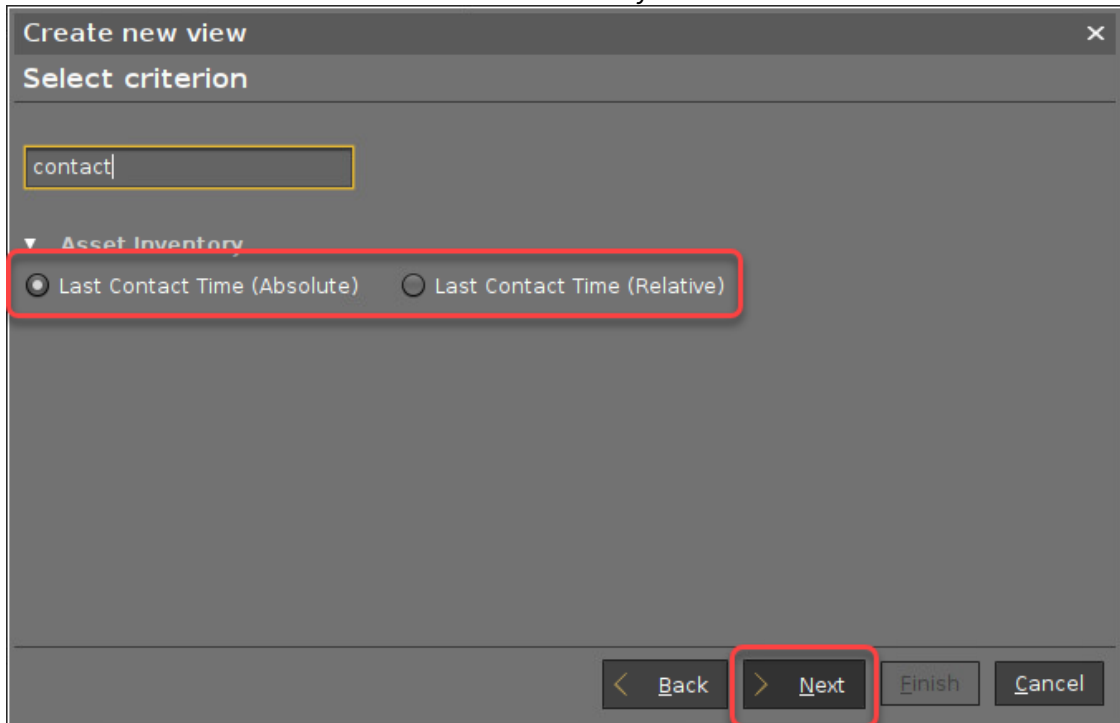 Create new view
Select criterion
contact
Asset Inventory
Last Contact Time (Absolute) Last Contact Time (Relative)
Back Next Finish Cancel